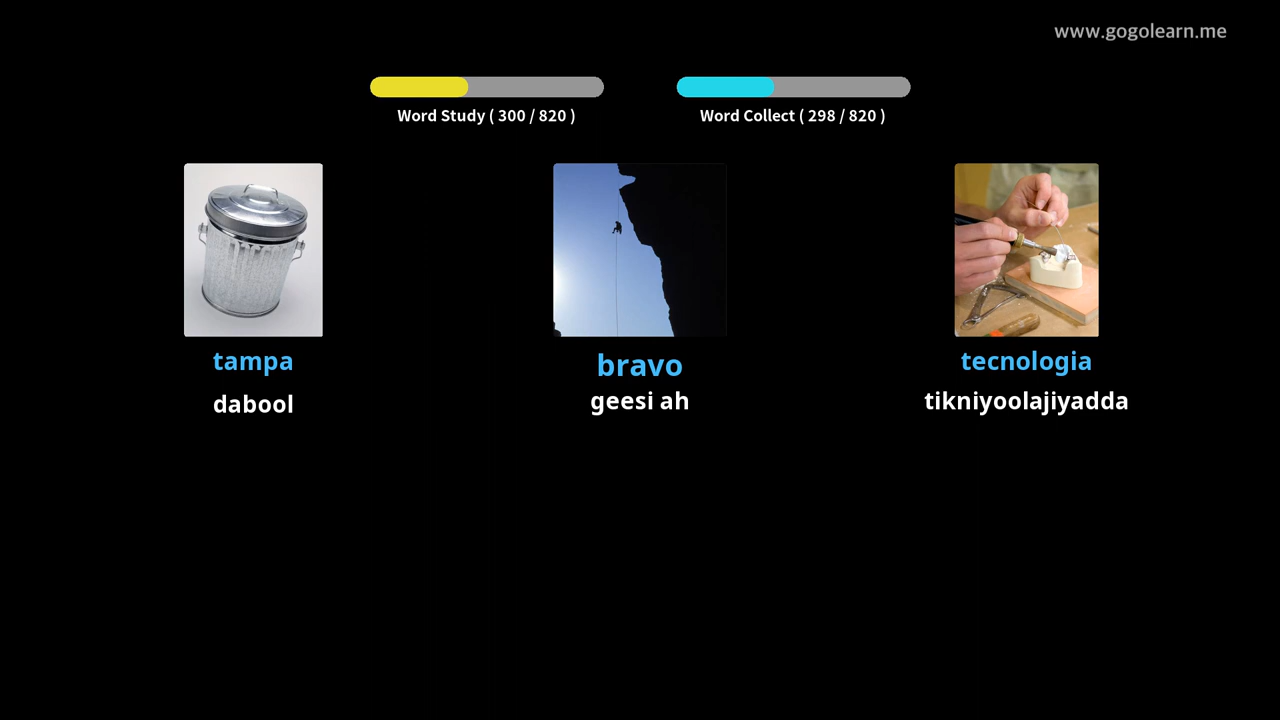 www.gogolearn.me
Word Study ( 300 / 820 )
Word Collect ( 298 / 820 )
tampa
bravo
tecnologia
dabool
geesi ah
tikniyoolajiyadda